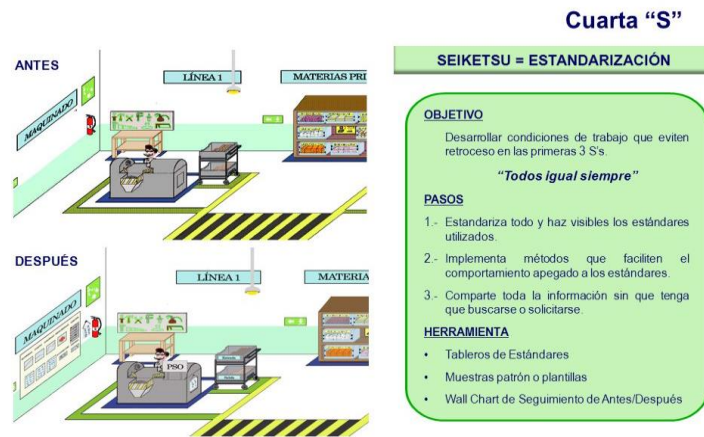 Cuarta “S”
SEIKETSU = ESTANDARIZACIÓN
ANTES
LÍNEA 1
MATERIAS PRI
MAQUINADO
DESPUÉS
LÍNEA 1
MATERIA
MAQUINADO
PSO
OBJETIVO
Desarrollar condiciones de trabajo que eviten
retroceso en las primeras 3 S's.
“Todos igual siempre”
PASOS
1.- Estandariza todo y haz visibles los estándares
utilizados.
2.- Implementa métodos que faciliten el
comportamiento apegado a los estándares.
3.- Comparte toda la información sin que tenga
que buscarse o solicitarse.
HERRAMIENTA
• Tableros de Estándares
• Muestras patrón o plantillas
• Wall Chart de Seguimiento de Antes/Después